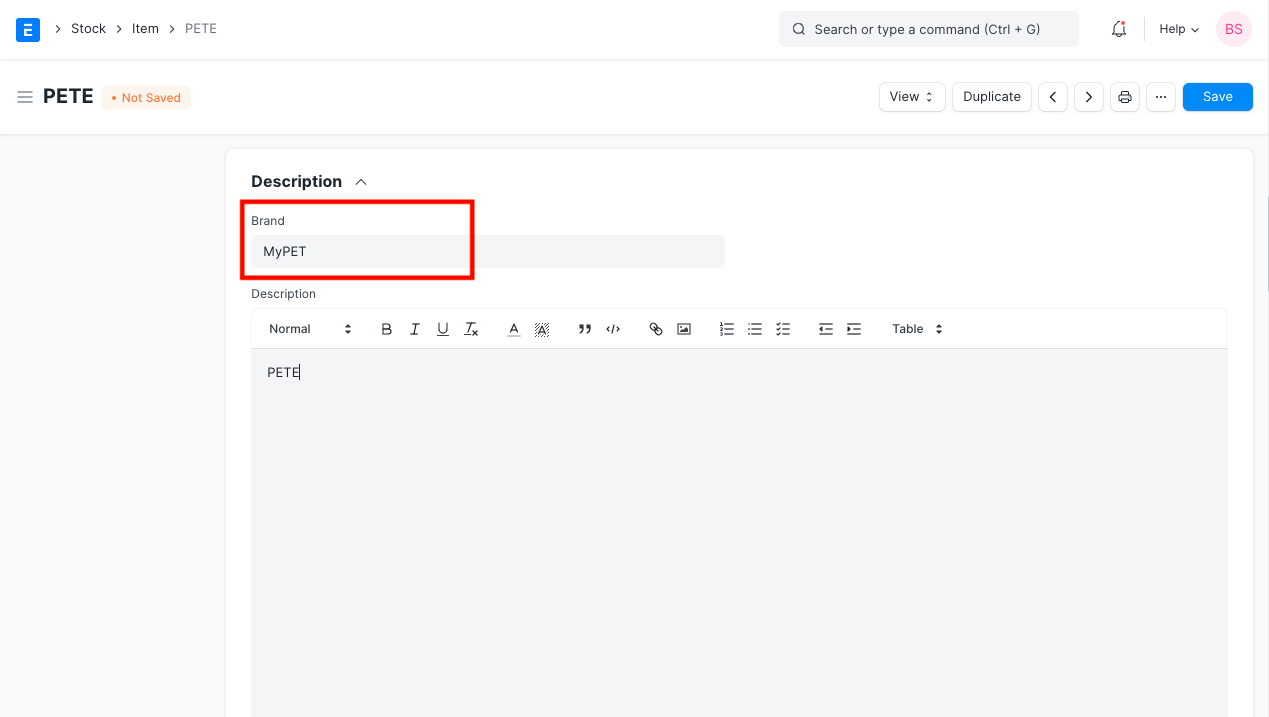 E Stock Item PETE Search or type a command (Ctrl + G) Help BS
PETE • Not Saved View Duplicate ... Save
Description
Brand
MyPET
Description
Normal B I U Tx A A </> Table
PETE